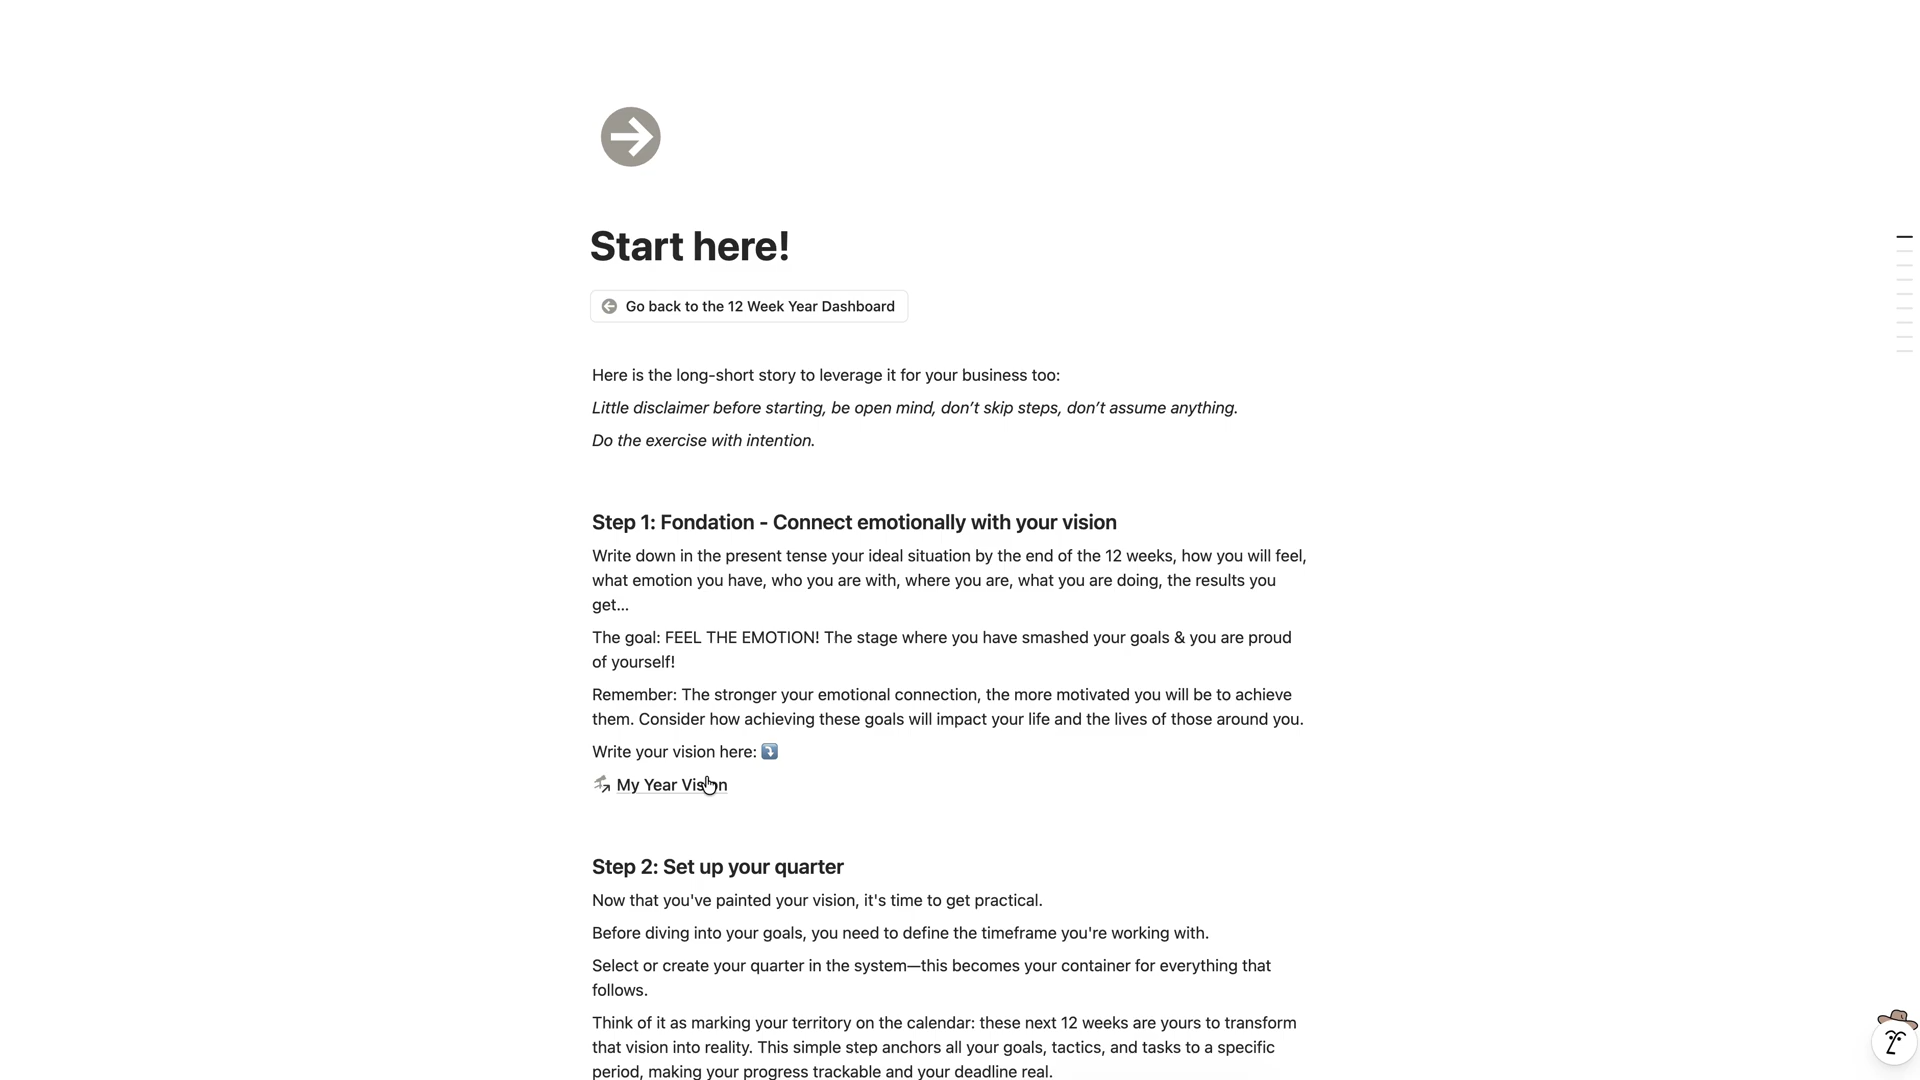 Start here!
Go back to the 12 Week Year Dashboard
Here is the long-short story to leverage it for your business too:
Little disclaimer before starting, be open mind, don’t skip steps, don’t assume anything.
Do the exercise with intention.
Step 1: Fondation - Connect emotionally with your vision
Write down in the present tense your ideal situation by the end of the 12 weeks, how you will feel,
what emotion you have, who you are with, where you are, what you are doing, the results you
get...
The goal: FEEL THE EMOTION! The stage where you have smashed your goals & you are proud
of yourself!
Remember: The stronger your emotional connection, the more motivated you will be to achieve
them. Consider how achieving these goals will impact your life and the lives of those around you.
Write your vision here:
My Year Vision
Step 2: Set up your quarter
Now that you've painted your vision, it's time to get practical.
Before diving into your goals, you need to define the timeframe you're working with.
Select or create your quarter in the system—this becomes your container for everything that
follows.
Think of it as marking your territory on the calendar: these next 12 weeks are yours to transform
that vision into reality. This simple step anchors all your goals, tactics, and tasks to a specific
period, making your progress trackable and your deadline real.